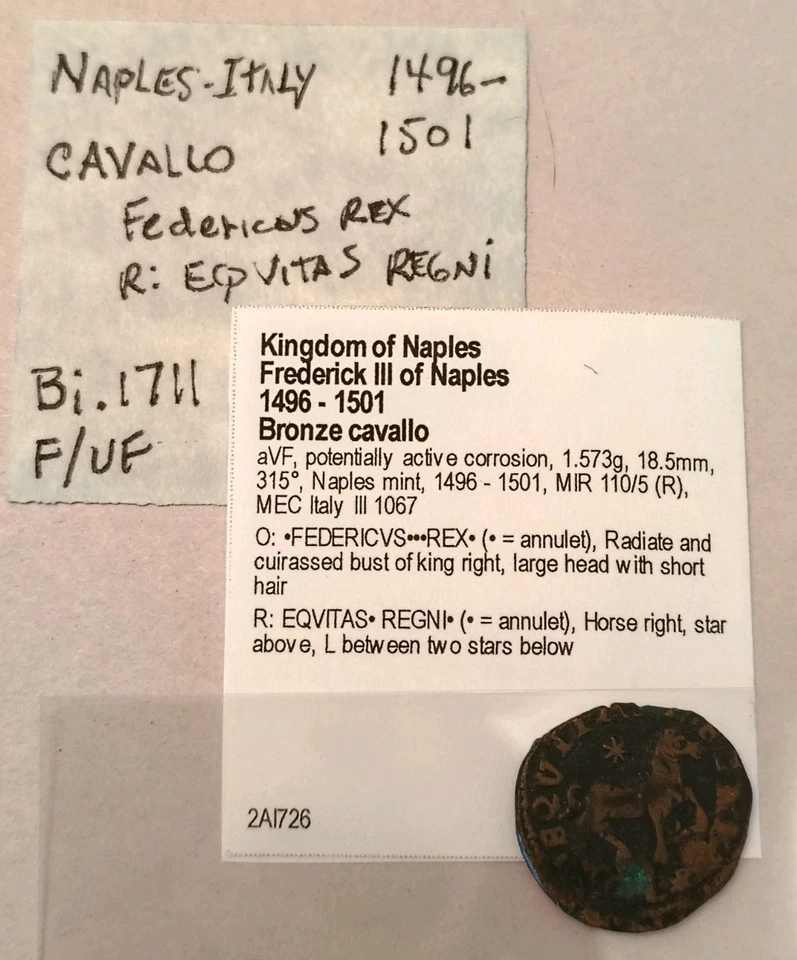 NAPLES-ITALY 1496-
1501
CAVALLO
Federicus REX
R: EQVITAS REGNi
Bi.1711
F/VF
Kingdom of Naples
Frederick III of Naples
1496 - 1501
Bronze cavallo
aVF, potentially active corrosion, 1.573g, 18.5mm,
315°, Naples mint, 1496 - 1501, MIR 110/5 (R),
MEC Italy III 1067
O: •FEDERICVS•••REX• (• = annulet), Radiate and
cuirassed bust of king right, large head with short
hair
R: EQVITAS• REGNI• (• = annulet), Horse right, star
above, L between two stars below
2AI726
EQVITA